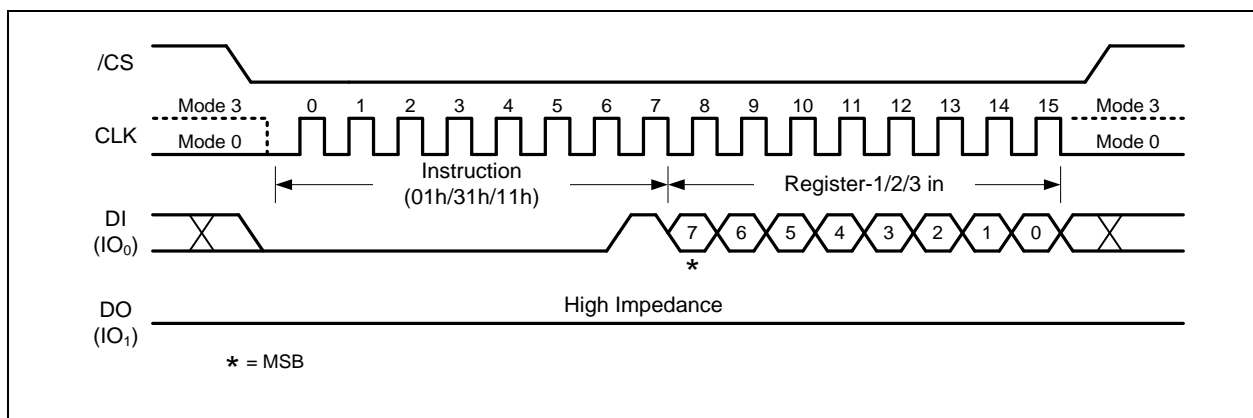 /CS
Mode 3 0 1 2 3 4 5 6 7 8 9 10 11 12 13 14 15 Mode 3
CLK
Mode 0 Mode 0
Instruction
(01h/31h/11h)
Register-1/2/3 in
DI
(IO₀)
7 6 5 4 3 2 1 0
*
High Impedance
DO
(IO₁)
* = MSB